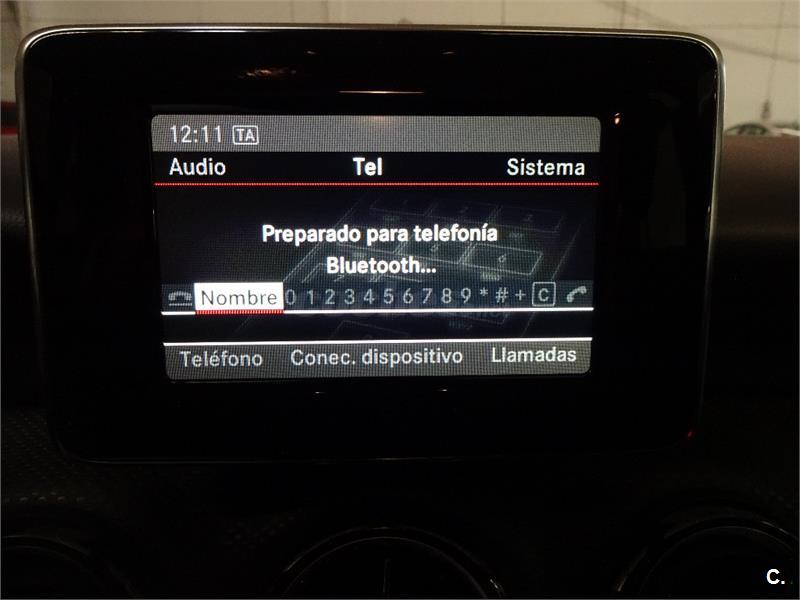 12:11 TA
Audio Tel Sistema
Preparado para telefonía
Bluetooth...
Nombre 0 1 2 3 4 5 6 7 8 9 * # + C
Teléfono Conec. dispositivo Llamadas
C.